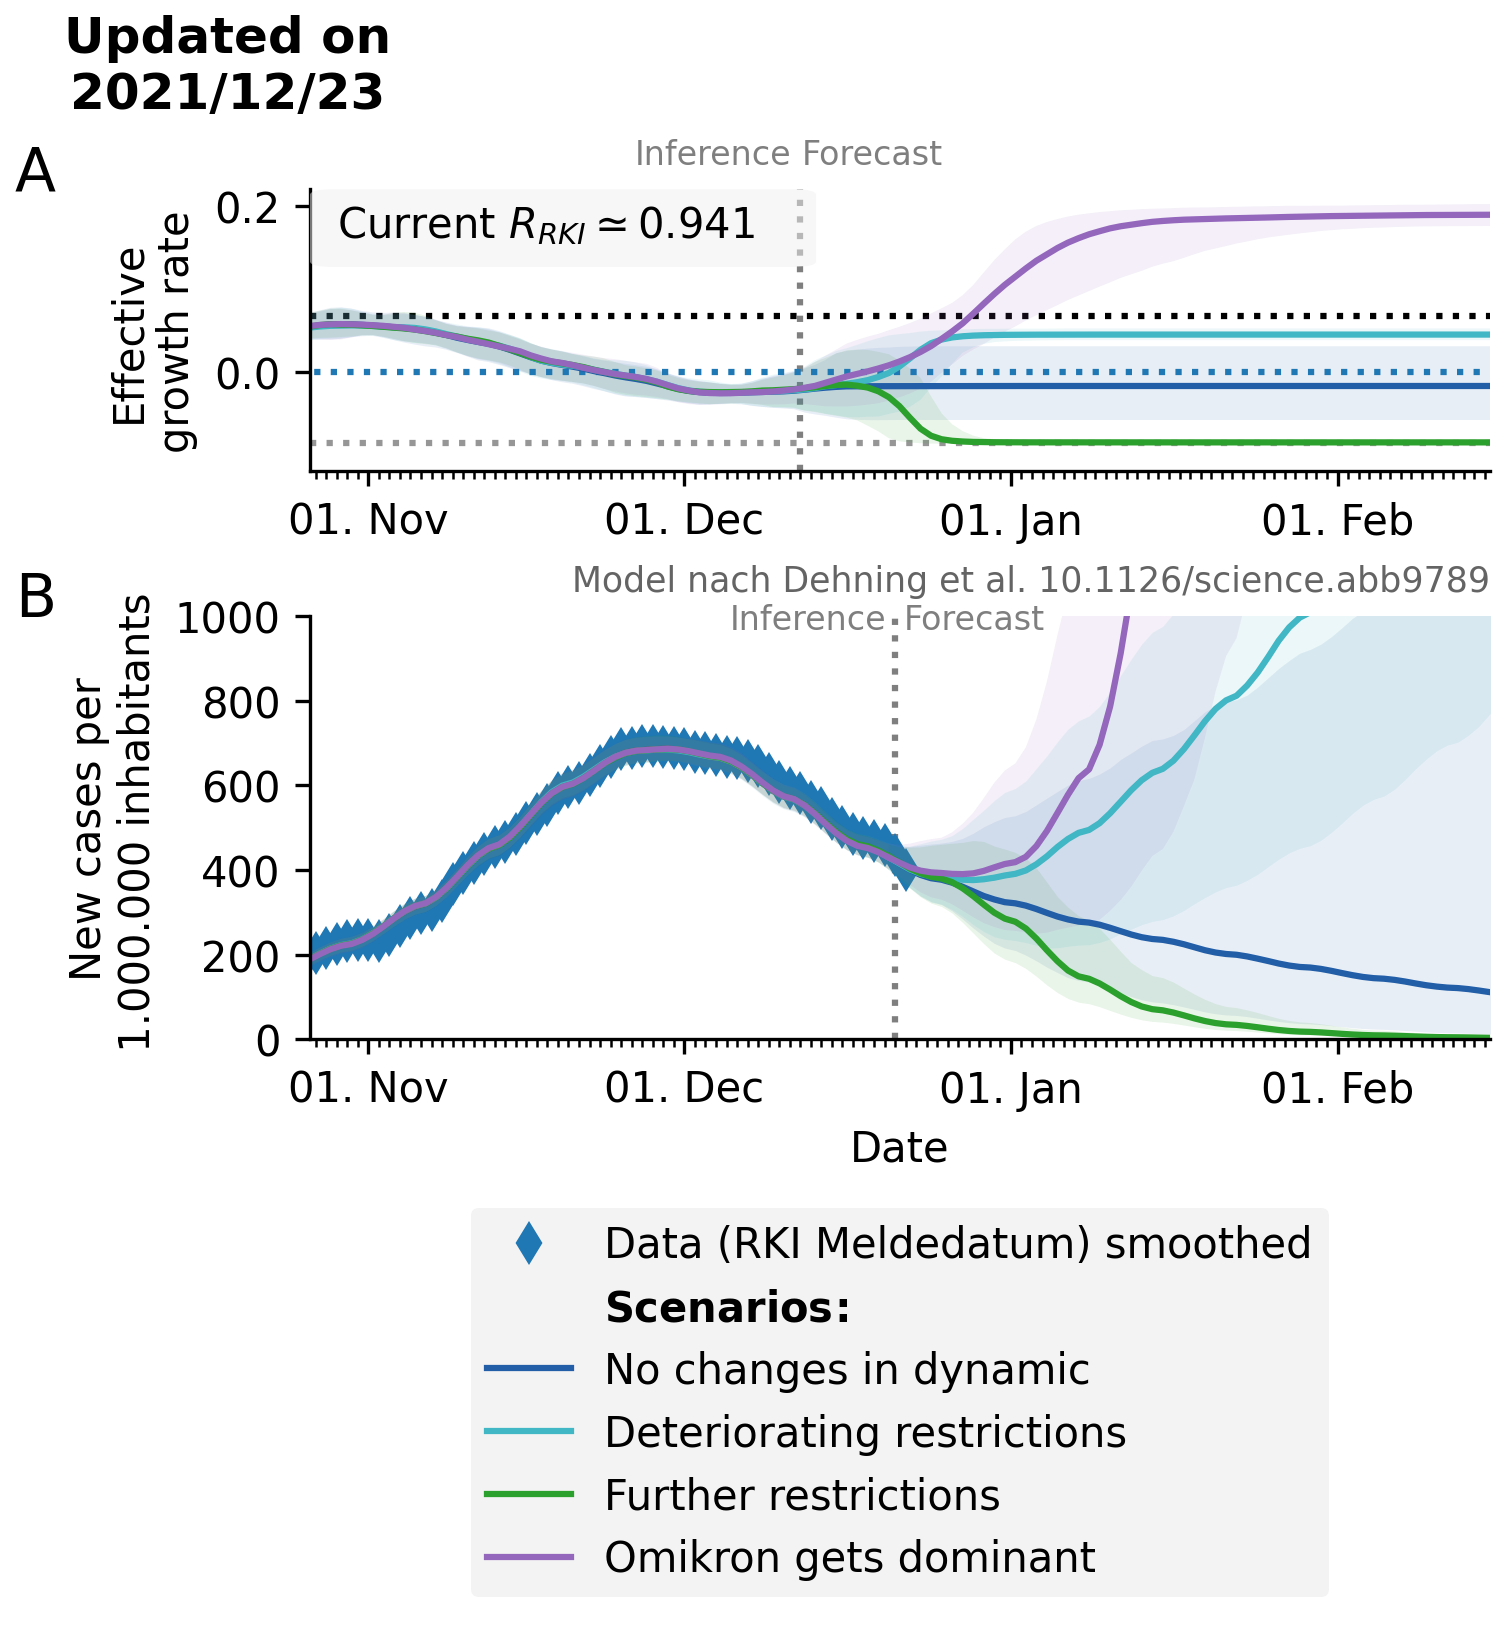 Updated on
2021/12/23
A
Inference Forecast
Current R_RKI ≃ 0.941
Effective
growth rate
0.2
0.0
01. Nov 01. Dec 01. Jan 01. Feb
B
Model nach Dehning et al. 10.1126/science.abb9789
Inference Forecast
New cases per
1.000.000 inhabitants
1000
800
600
400
200
0
01. Nov 01. Dec 01. Jan 01. Feb
Date
Data (RKI Meldedatum) smoothed
Scenarios:
No changes in dynamic
Deteriorating restrictions
Further restrictions
Omikron gets dominant